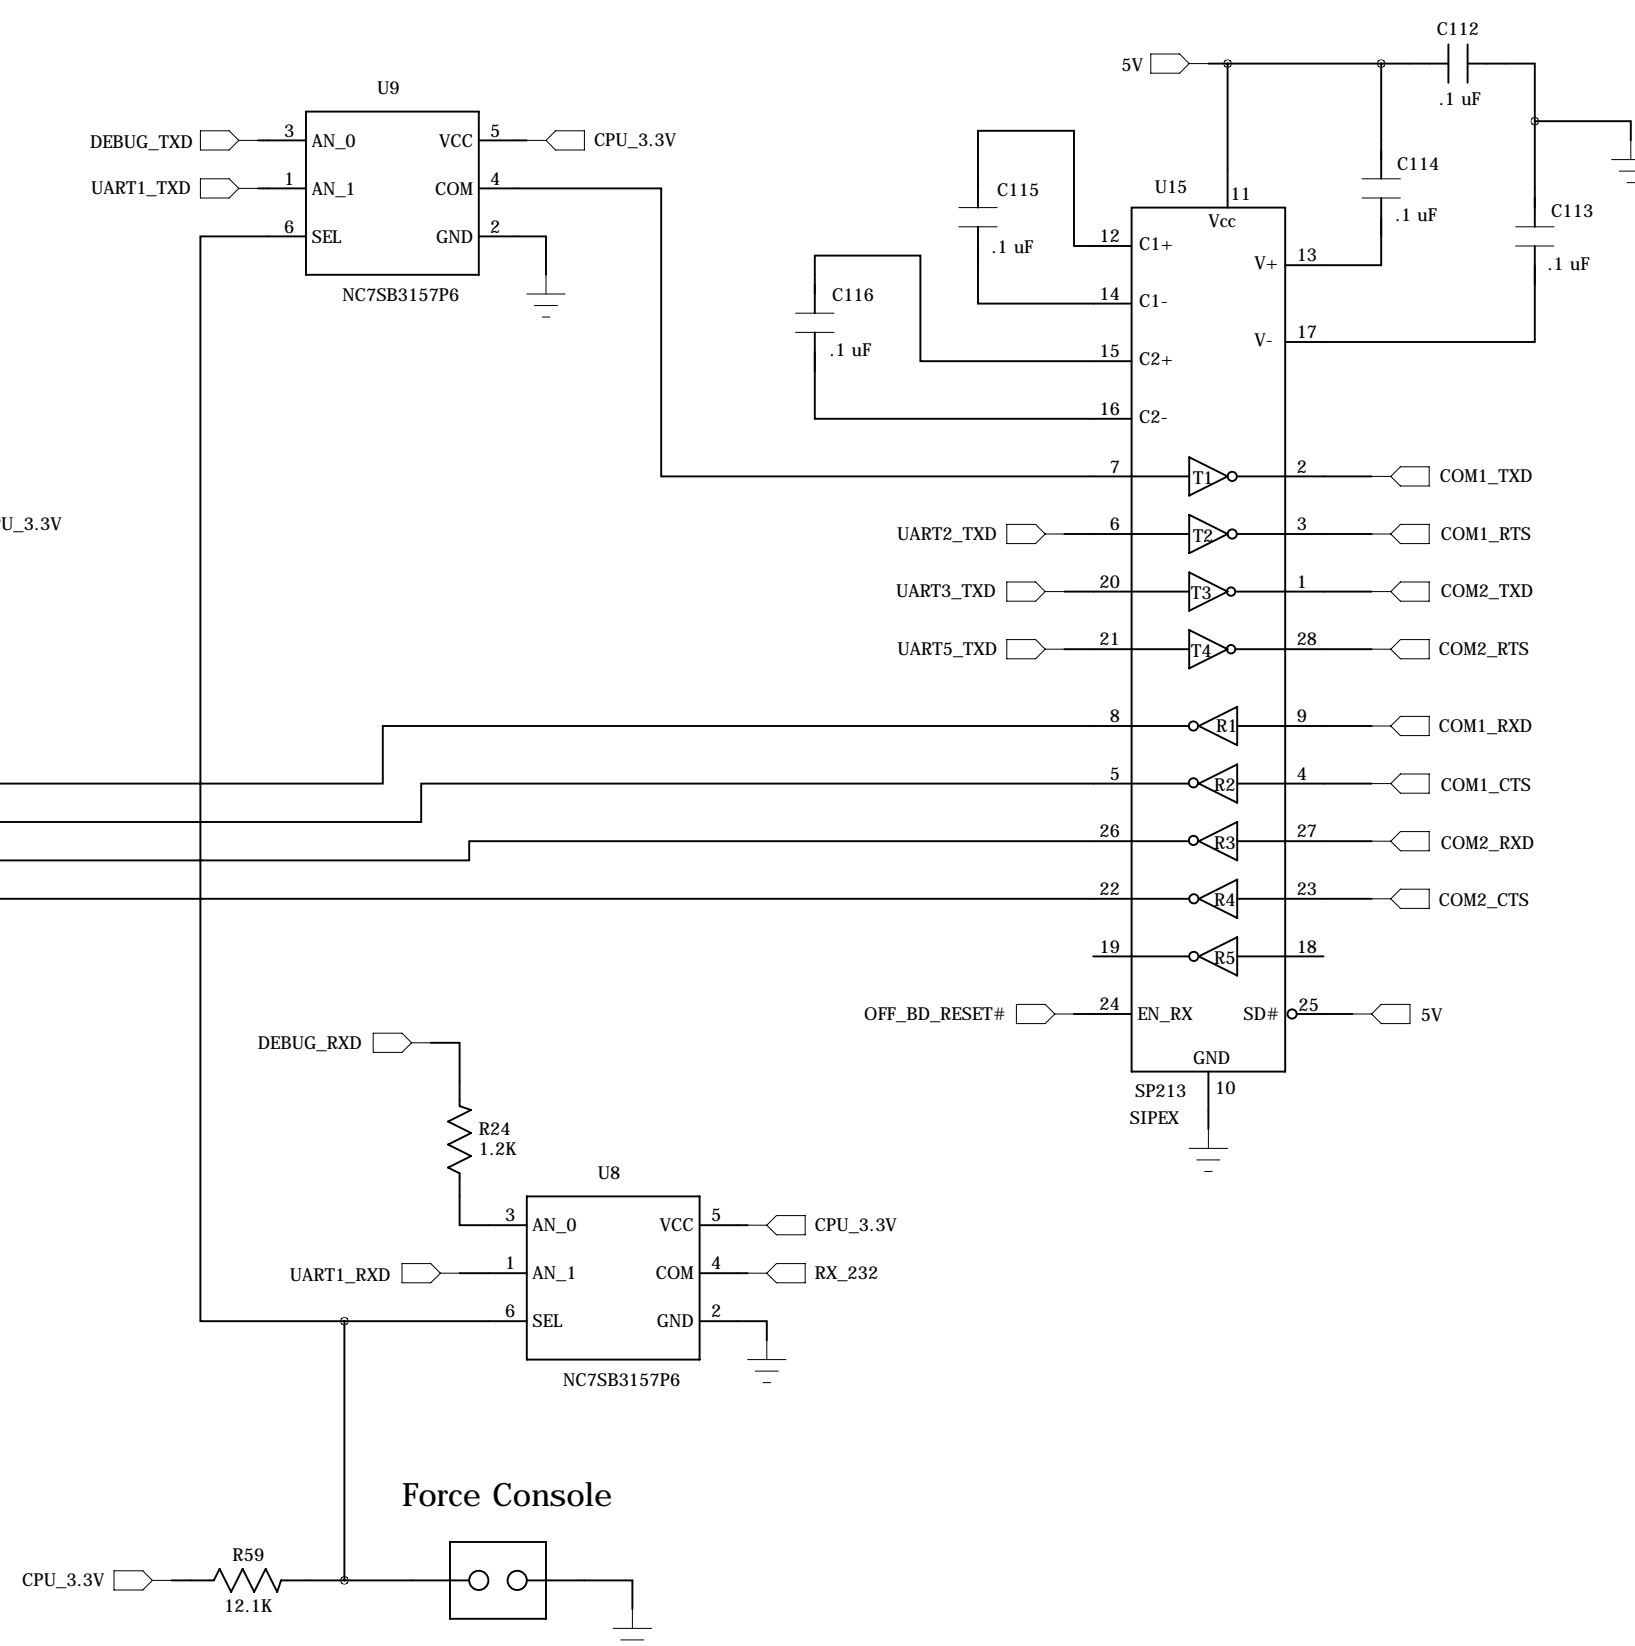 C112
5V
.1 uF
U9
DEBUG_TXD
3
AN_0
VCC
5
CPU_3.3V
UART1_TXD
1
AN_1
COM
4
6
SEL
GND
2
NC7SB3157P6
C115
.1 uF
C116
.1 uF
C114
.1 uF
C113
.1 uF
U15
11
Vcc
12
C1+
V+
13
14
C1-
V-
17
15
C2+
16
C2-
7
T1
2
COM1_TXD
U_3.3V
UART2_TXD
6
T2
3
COM1_RTS
UART3_TXD
20
T3
1
COM2_TXD
UART5_TXD
21
T4
28
COM2_RTS
8
R1
9
COM1_RXD
5
R2
4
COM1_CTS
26
R3
27
COM2_RXD
22
R4
23
COM2_CTS
19
R5
18
OFF_BD_RESET#
24
EN_RX
SD#
25
5V
GND
10
SP213
SIPEX
DEBUG_RXD
R24
1.2K
U8
3
AN_0
VCC
5
CPU_3.3V
UART1_RXD
1
AN_1
COM
4
RX_232
6
SEL
GND
2
NC7SB3157P6
Force Console
CPU_3.3V
R59
12.1K